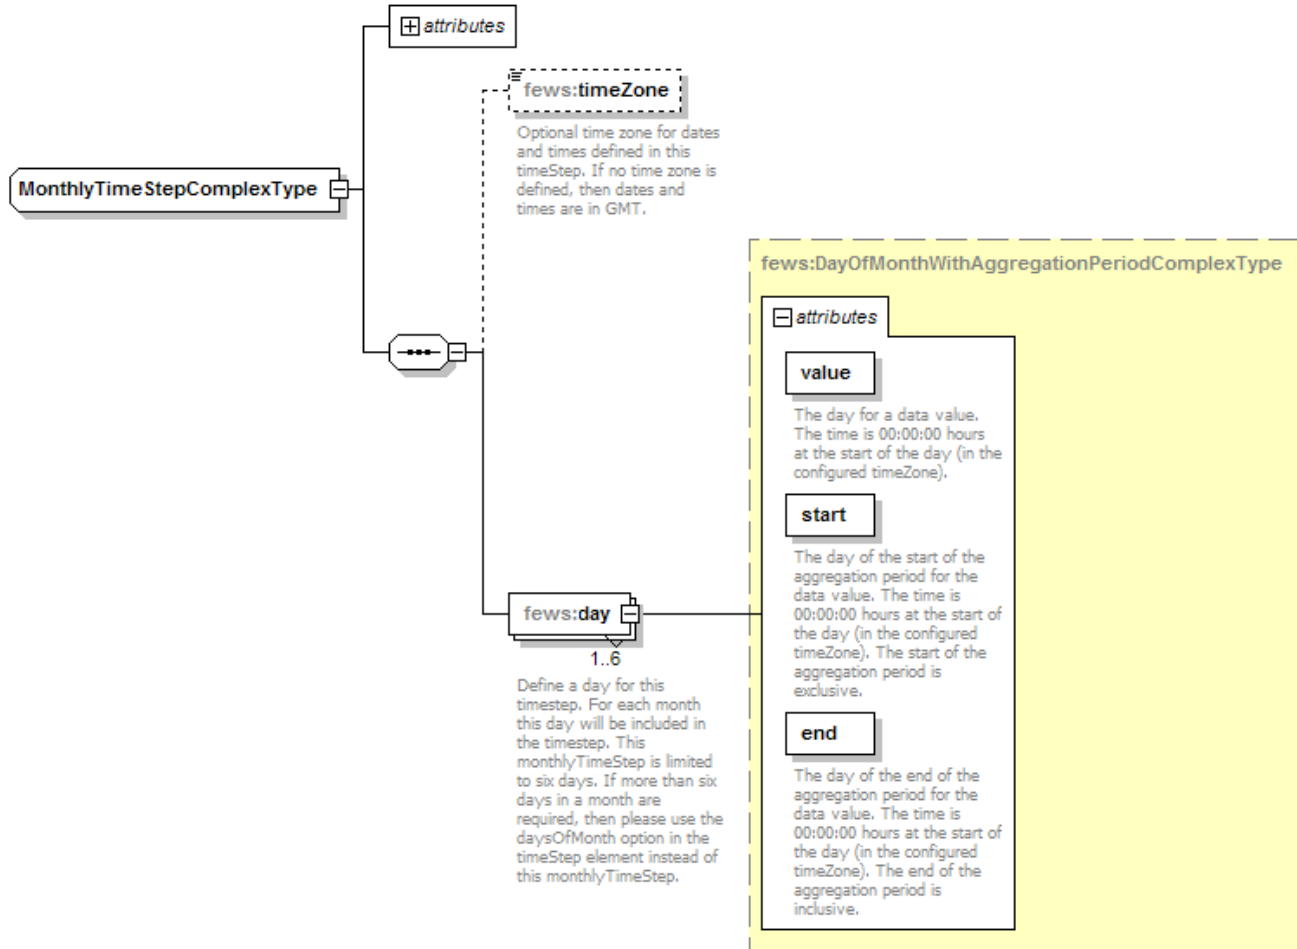 attributes
fews:timeZone
Optional time zone for dates
and times defined in this
timeStep. If no time zone is
defined, then dates and
times are in GMT.
MonthlyTimeStepComplexType
fews:DayOfMonthWithAggregationPeriodComplexType
attributes
value
The day for a data value.
The time is 00:00:00 hours
at the start of the day (in the
configured timeZone).
start
The day of the start of the
aggregation period for the
data value. The time is
00:00:00 hours at the start of
the day (in the configured
timeZone). The start of the
aggregation period is
exclusive.
fews:day
1..6
Define a day for this
timestep. For each month
this day will be included in
the timestep. This
monthlyTimeStep is limited
to six days. If more than six
days in a month are
required, then please use the
daysOfMonth option in the
timeStep element instead of
this monthlyTimeStep.
end
The day of the end of the
aggregation period for the
data value. The time is
00:00:00 hours at the start of
the day (in the configured
timeZone). The end of the
aggregation period is
inclusive.